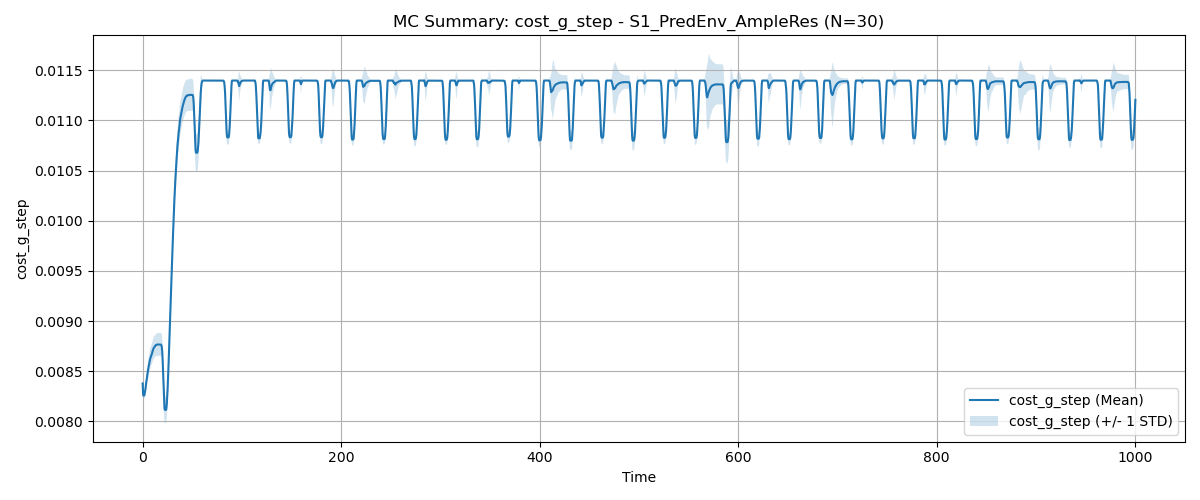 MC Summary: cost_g_step - S1_PredEnv_AmpleRes (N=30)
cost_g_step
0.0115
0.0110
0.0105
0.0100
0.0095
0.0090
0.0085
0.0080
0 200 400 600 800 1000
Time
cost_g_step (Mean)
cost_g_step (+/- 1 STD)